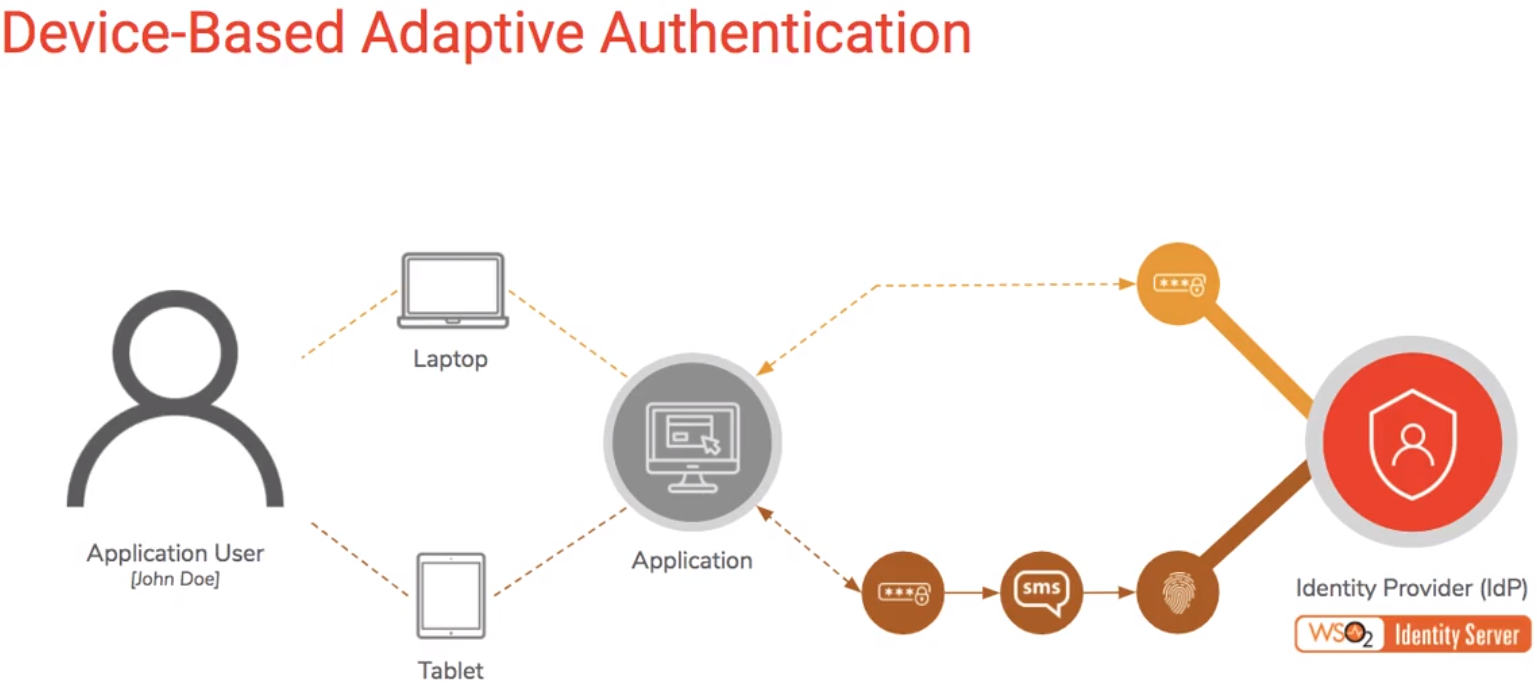 Device-Based Adaptive Authentication
Laptop
Application User
[John Doe]
Tablet
Application
***
***
sms
Identity Provider (IdP)
WSO2 Identity Server